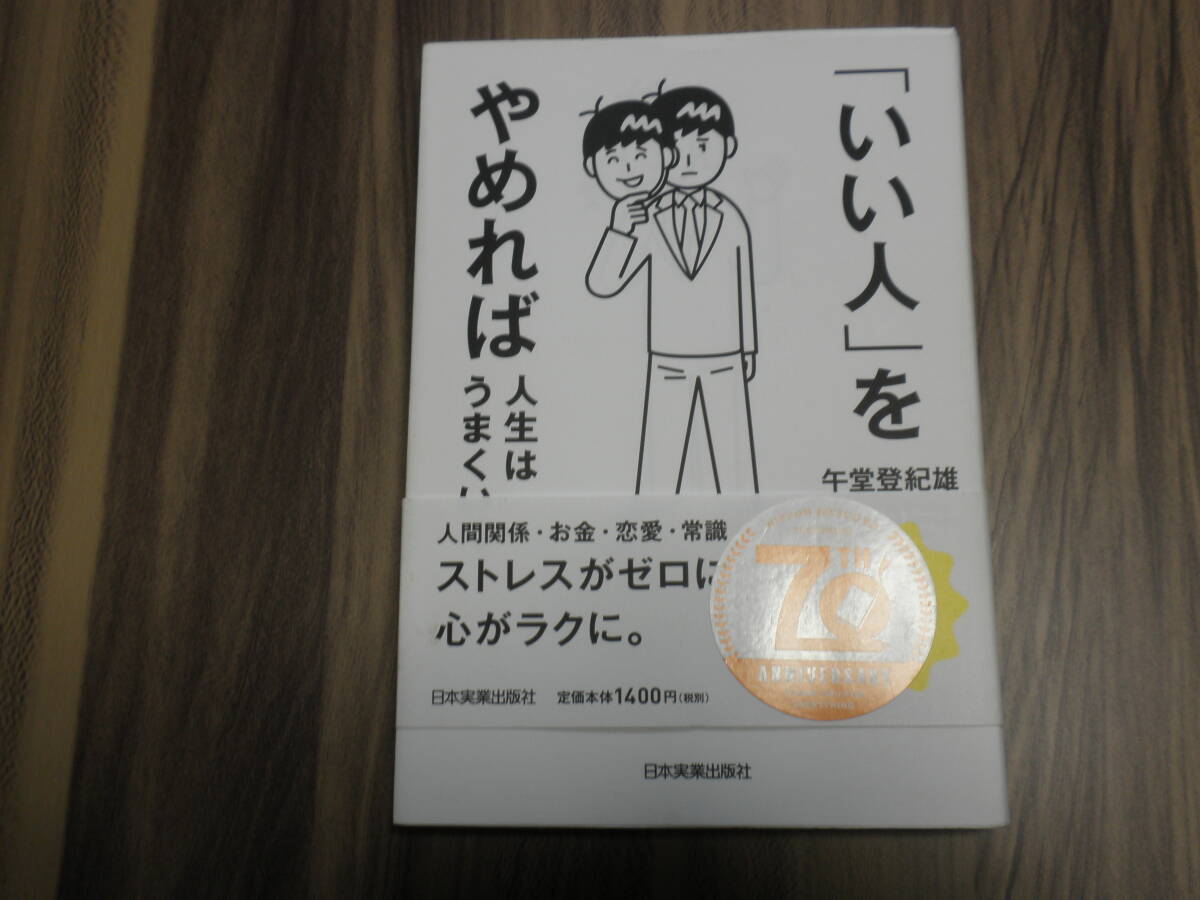 「いい人」を
やめれば
人生は
うまくい
午堂登紀雄
人間関係・お金・恋愛・常識
ストレスがゼロに
心がラクに。
70TH
ANNIVERSARY
日本実業出版社 定価本体1400円(税別)
日本実業出版社